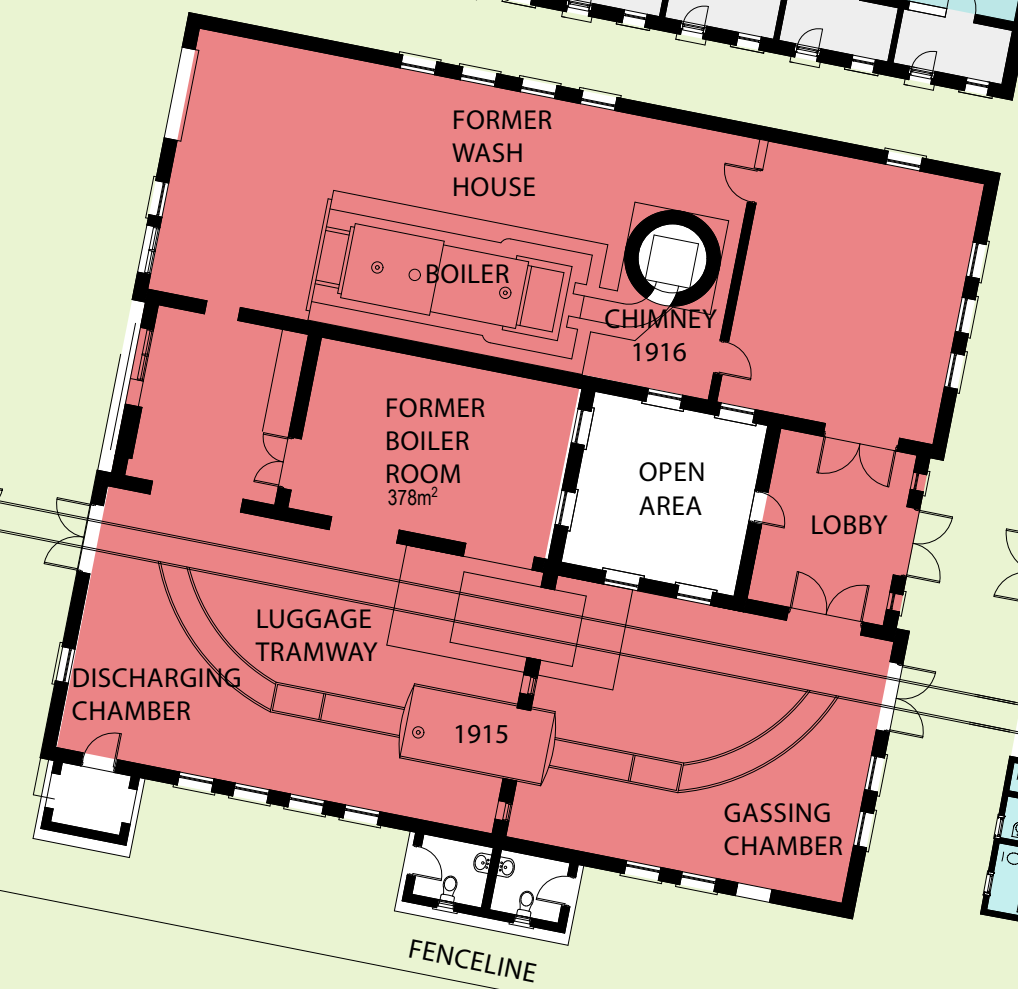 FORMER
WASH
HOUSE
BOILER
CHIMNEY
1916
FORMER
BOILER
ROOM
378m²
OPEN
AREA
LOBBY
LUGGAGE
TRAMWAY
DISCHARGING
CHAMBER
1915
GASSING
CHAMBER
FENCELINE